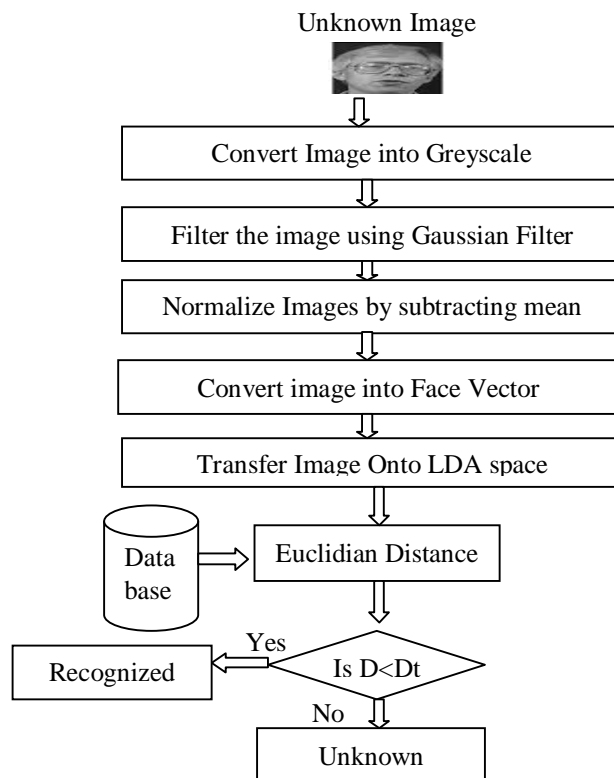 Unknown Image
Convert Image into Greyscale
Filter the image using Gaussian Filter
Normalize Images by subtracting mean
Convert image into Face Vector
Transfer Image Onto LDA space
Data
base
Euclidian Distance
Yes
Recognized
Is D<Dt
No
Unknown